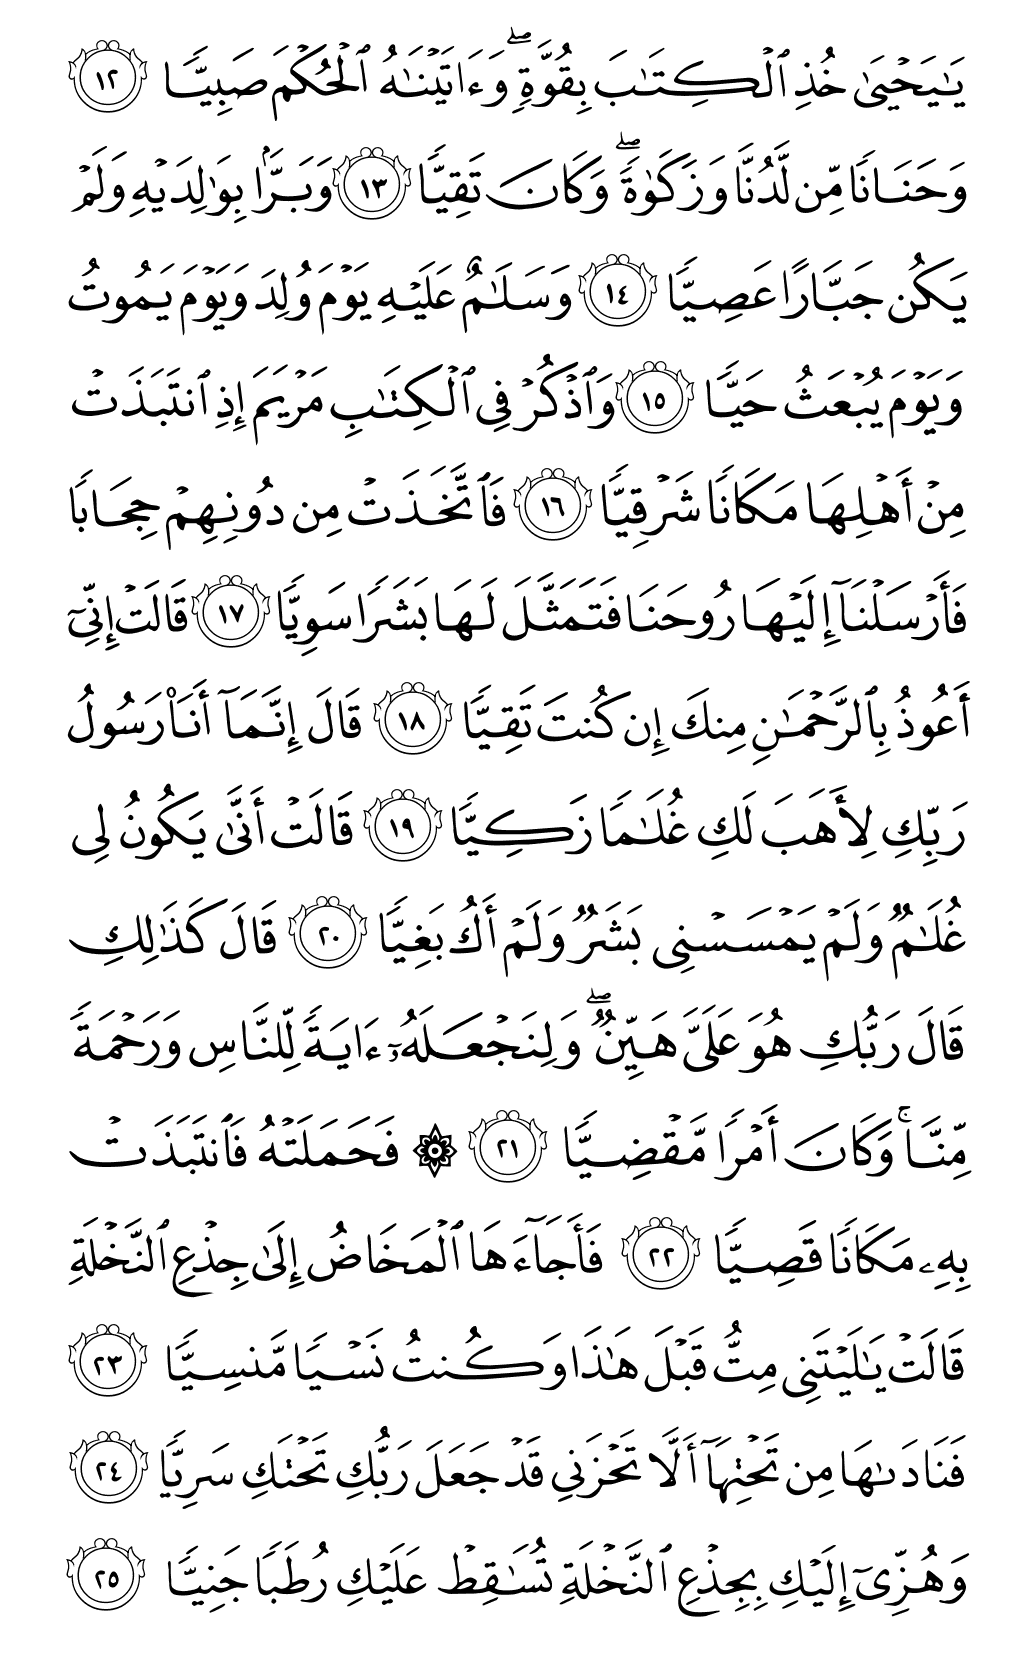 يَٰيَحْيَىٰ خُذِ ٱلْكِتَٰبَ بِقُوَّةٍۖ وَءَاتَيْنَٰهُ ٱلْحُكْمَ صَبِيًّا ١٢
وَحَنَانًا مِّن لَّدُنَّا وَزَكَوٰةًۖ وَكَانَ تَقِيًّا ١٣ وَبَرًّۢا بِوَٰلِدَيْهِ وَلَمْ
يَكُن جَبَّارًا عَصِيًّا ١٤ وَسَلَٰمٌ عَلَيْهِ يَوْمَ وُلِدَ وَيَوْمَ يَمُوتُ
وَيَوْمَ يُبْعَثُ حَيًّا ١٥ وَٱذْكُرْ فِى ٱلْكِتَٰبِ مَرْيَمَ إِذِ ٱنتَبَذَتْ
مِنْ أَهْلِهَا مَكَانًا شَرْقِيًّا ١٦ فَٱتَّخَذَتْ مِن دُونِهِمْ حِجَابًا
فَأَرْسَلْنَآ إِلَيْهَا رُوحَنَا فَتَمَثَّلَ لَهَا بَشَرًا سَوِيًّا ١٧ قَالَتْ إِنِّىٓ
أَعُوذُ بِٱلرَّحْمَٰنِ مِنكَ إِن كُنتَ تَقِيًّا ١٨ قَالَ إِنَّمَآ أَنَا۠ رَسُولُ
رَبِّكِ لِأَهَبَ لَكِ غُلَٰمًا زَكِيًّا ١٩ قَالَتْ أَنَّىٰ يَكُونُ لِى
غُلَٰمٌ وَلَمْ يَمْسَسْنِى بَشَرٌ وَلَمْ أَكُ بَغِيًّا ٢٠ قَالَ كَذَٰلِكِ
قَالَ رَبُّكِ هُوَ عَلَىَّ هَيِّنٌۖ وَلِنَجْعَلَهُۥٓ ءَايَةً لِّلنَّاسِ وَرَحْمَةً
مِّنَّاۚ وَكَانَ أَمْرًا مَّقْضِيًّا ٢١ ۞ فَحَمَلَتْهُ فَٱنتَبَذَتْ
بِهِۦ مَكَانًا قَصِيًّا ٢٢ فَأَجَآءَهَا ٱلْمَخَاضُ إِلَىٰ جِذْعِ ٱلنَّخْلَةِ
قَالَتْ يَٰلَيْتَنِى مِتُّ قَبْلَ هَٰذَا وَكُنتُ نَسْيًا مَّنسِيًّا ٢٣
فَنَادَىٰهَا مِن تَحْتِهَآ أَلَّا تَحْزَنِى قَدْ جَعَلَ رَبُّكِ تَحْتَكِ سَرِيًّا ٢٤
وَهُزِّىٓ إِلَيْكِ بِجِذْعِ ٱلنَّخْلَةِ تُسَٰقِطْ عَلَيْكِ رُطَبًا جَنِيًّا ٢٥